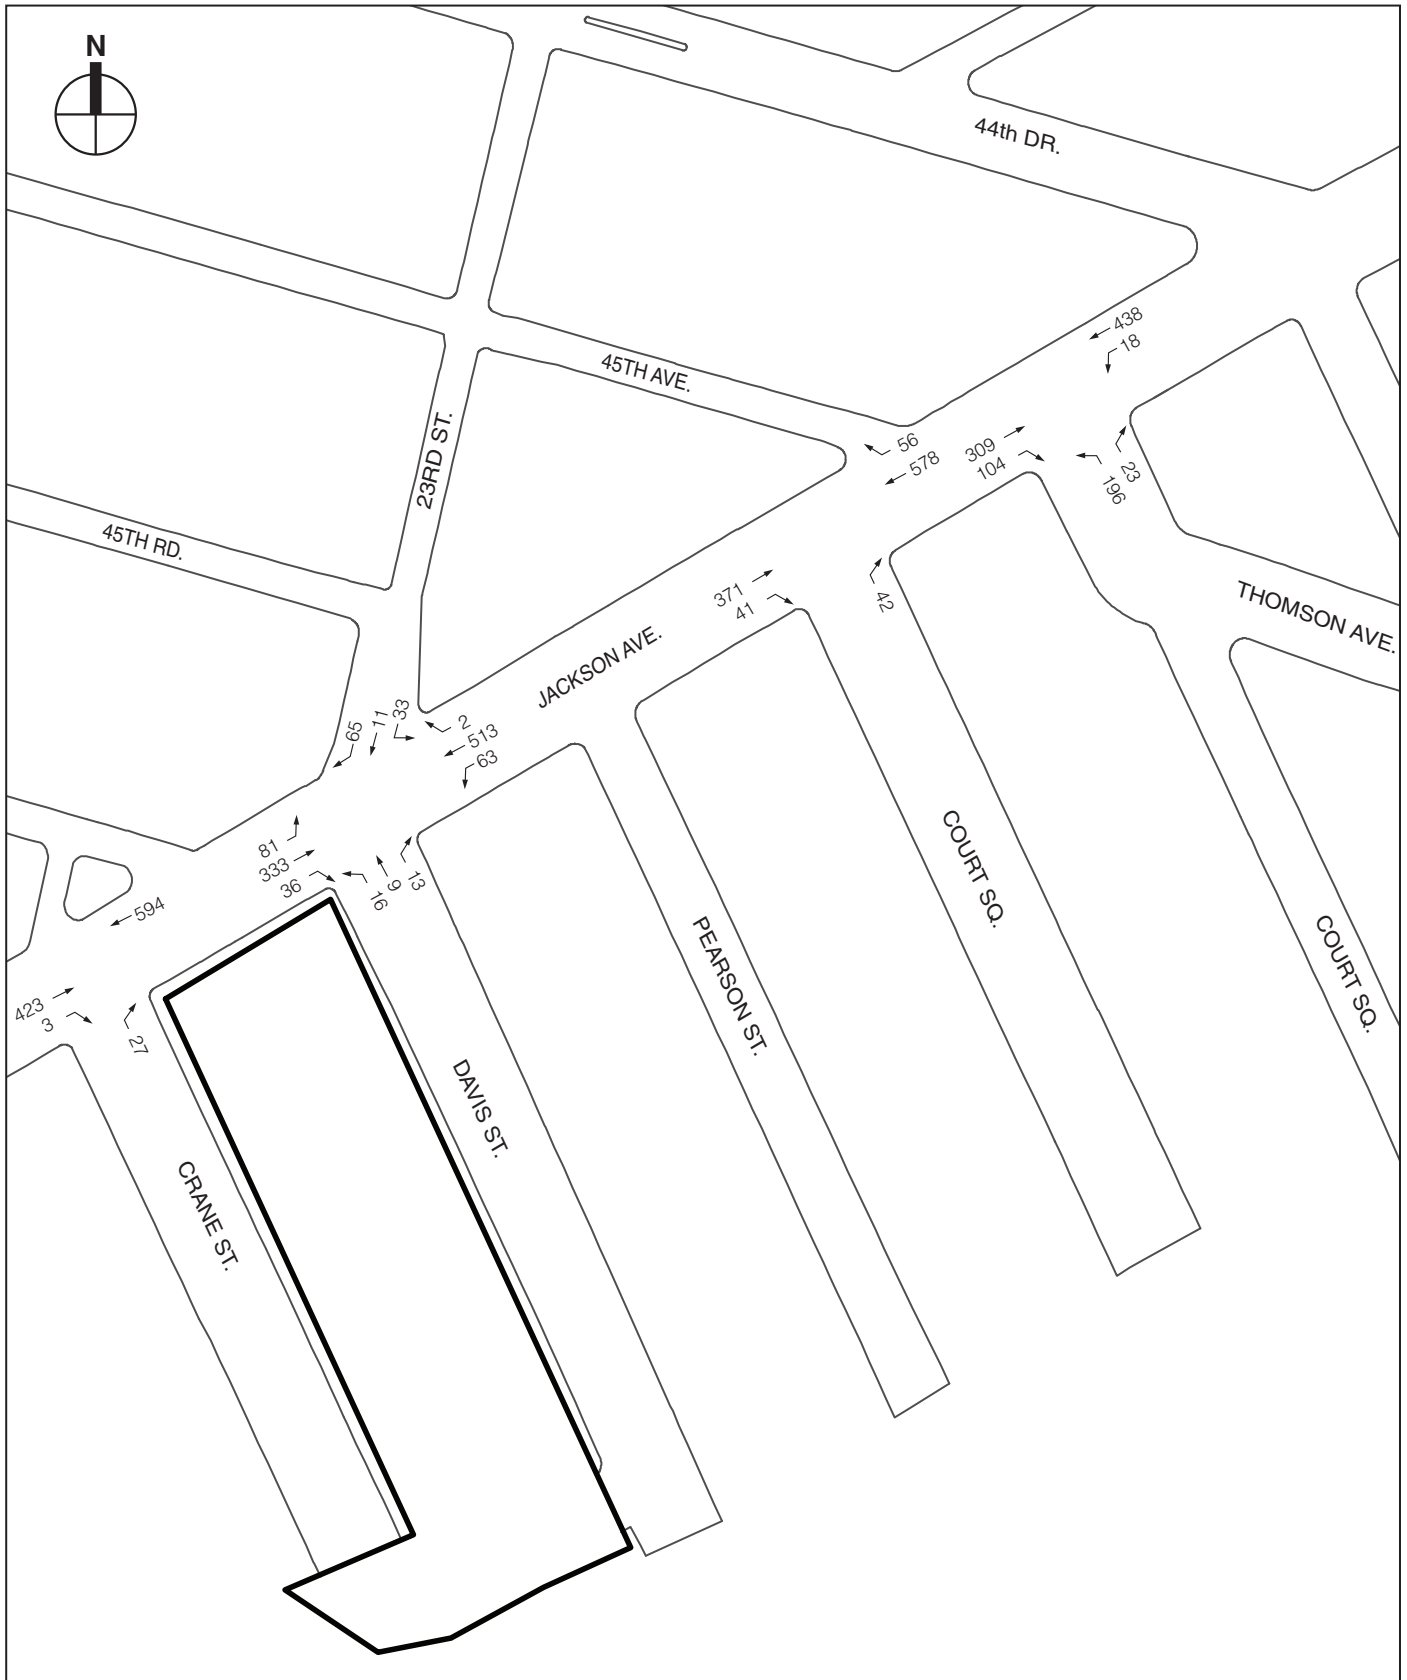 N
44th DR.
438
18
45TH AVE.
56
578
309
104
23
196
23RD ST.
45TH RD.
371
41
42
THOMSON AVE.
JACKSON AVE.
65
11
33
2
513
63
81
333
36
16
9
13
594
423
3
27
COURT SQ.
PEARSON ST.
COURT SQ.
DAVIS ST.
CRANE ST.